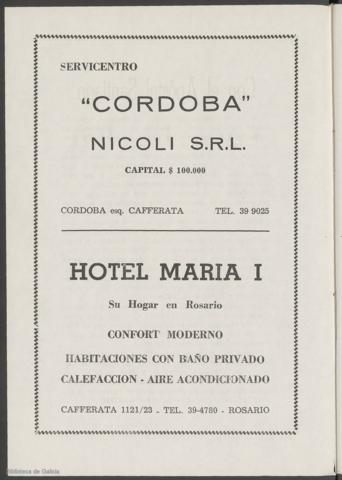 SERVICENTRO
"CORDOBA"
NICOLI S.R.L.
CAPITAL $ 100.000
CORDOBA esq. CAFFERATA TEL. 39 9025
HOTEL MARIA I
Su Hogar en Rosario
CONFORT MODERNO
HABITACIONES CON BAÑO PRIVADO
CALEFACCION - AIRE ACONDICIONADO
CAFFERATA 1121/23 - TEL. 39-4780 - ROSARIO
Biblioteca de Galicia